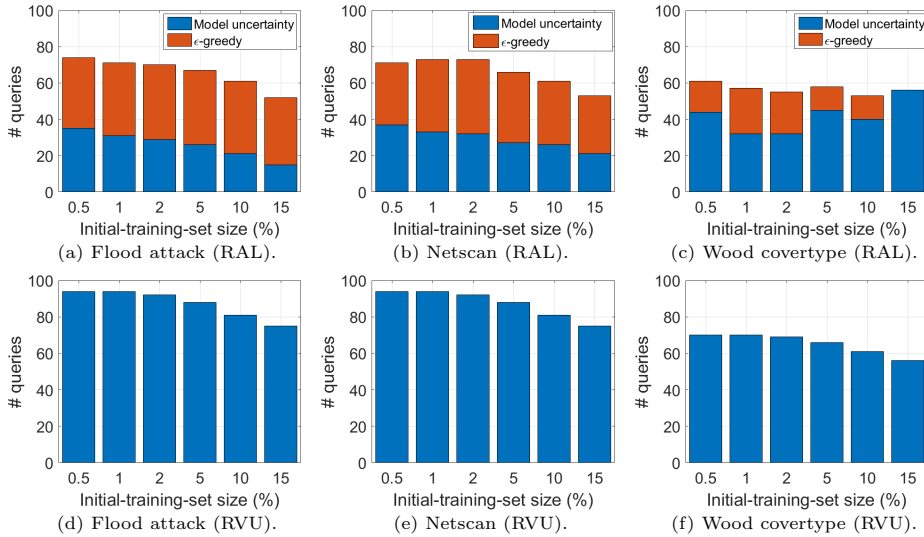 100
80
60
40
20
0
# queries
Model uncertainty
ϵ-greedy
0.5 1 2 5 10 15
Initial-training-set size (%)
(a) Flood attack (RAL).
100
80
60
40
20
0
# queries
Model uncertainty
ϵ-greedy
0.5 1 2 5 10 15
Initial-training-set size (%)
(b) Netscan (RAL).
100
80
60
40
20
0
# queries
Model uncertainty
ϵ-greedy
0.5 1 2 5 10 15
Initial-training-set size (%)
(c) Wood covertype (RAL).
100
80
60
40
20
0
# queries
0.5 1 2 5 10 15
Initial-training-set size (%)
(d) Flood attack (RVU).
100
80
60
40
20
0
# queries
0.5 1 2 5 10 15
Initial-training-set size (%)
(e) Netscan (RVU).
100
80
60
40
20
0
# queries
0.5 1 2 5 10 15
Initial-training-set size (%)
(f) Wood covertype (RVU).